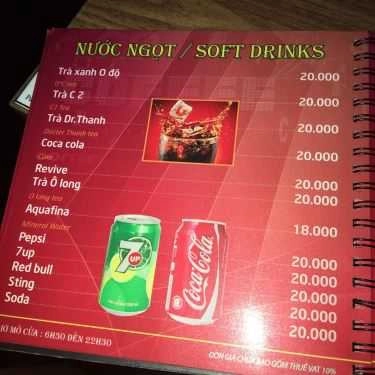 NƯỚC NGỌT / SOFT DRINKS
Trà xanh O độ 20.000
Trà C 2 20.000
C2 Tea
Trà Dr.Thanh 20.000
Doctor Thanh tea
Coca cola 20.000
Revive 20.000
Trà Ô long 20.000
O long tea
Aquafina 18.000
Mineral Water
Pepsi 20.000
7up 20.000
Red bull 20.000
Sting 20.000
Soda 20.000
7UP
Coca-Cola
GIỜ MỞ CỬA : 6H30 ĐẾN 22H30
ĐƠN GIÁ CHƯA BAO GỒM THUẾ VAT 10%